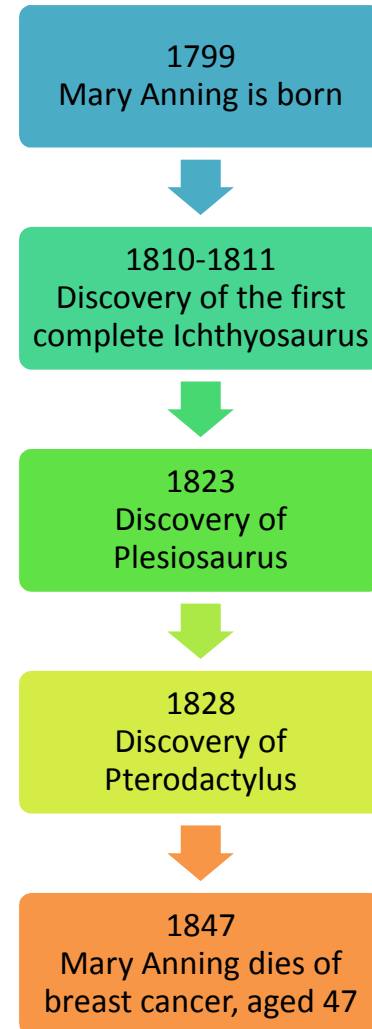 1799
Mary Anning is born
1810-1811
Discovery of the first
complete Ichthyosaurus
1823
Discovery of
Plesiosaurus
1828
Discovery of
Pterodactylus
1847
Mary Anning dies of
breast cancer, aged 47